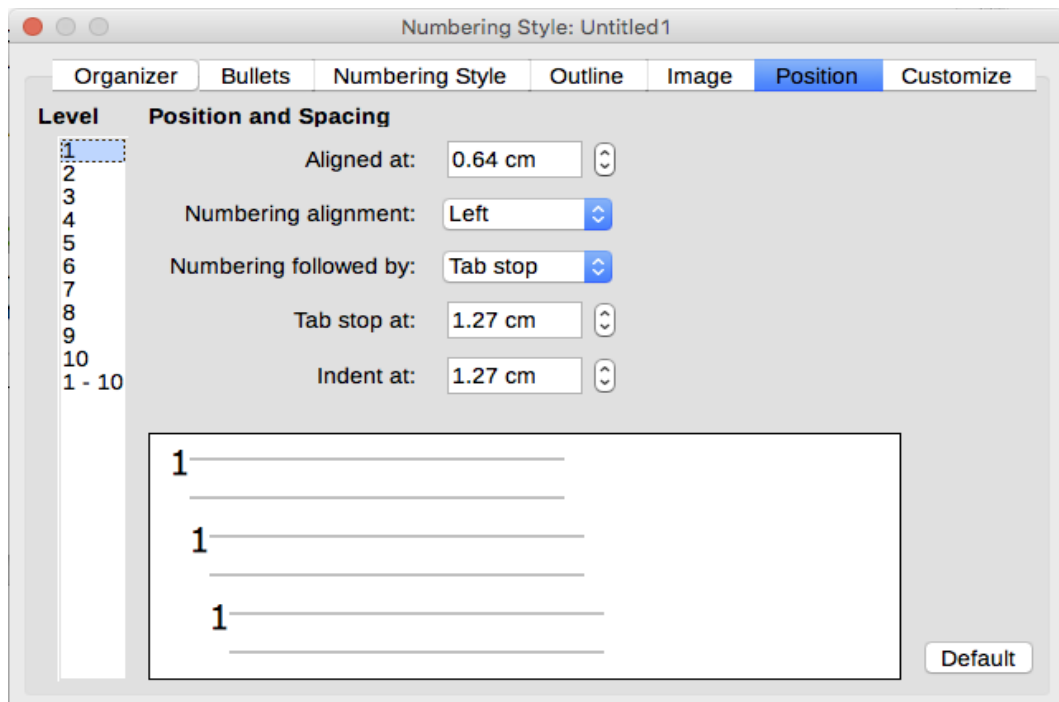 Numbering Style: Untitled1
Organizer Bullets Numbering Style Outline Image Position Customize
Level Position and Spacing
1
2
3
4
5
6
7
8
9
10
1 - 10
Aligned at: 0.64 cm
Numbering alignment: Left
Numbering followed by: Tab stop
Tab stop at: 1.27 cm
Indent at: 1.27 cm
1
1
1
Default